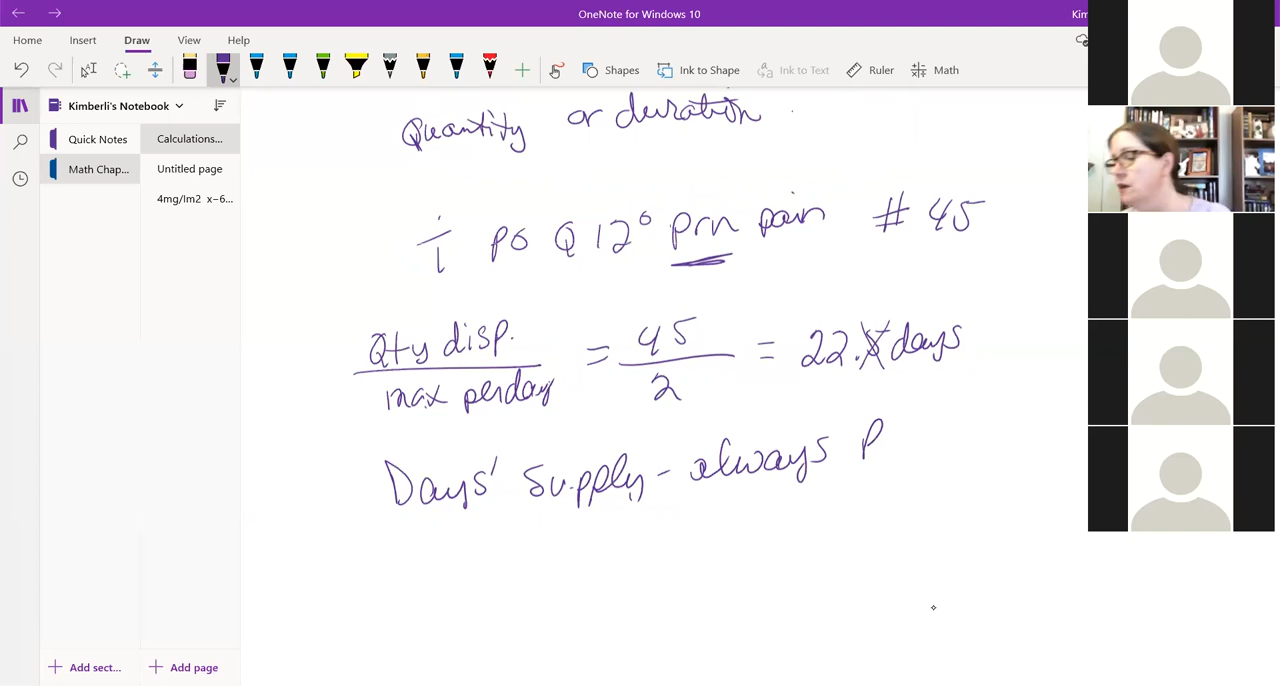 OneNote for Windows 10
Kim
Home Insert Draw View Help
Shapes Ink to Shape Ink to Text Ruler Math
Kimberli's Notebook
Quick Notes
Math Chap...
Calculations...
Untitled page
4mg/lm2 x–6...
Quantity or duration
i po Q 12° prn pain # 45
Qty disp. = 45 = 22.5 days
max perday 2
Days' supply - always P
Add sect... Add page